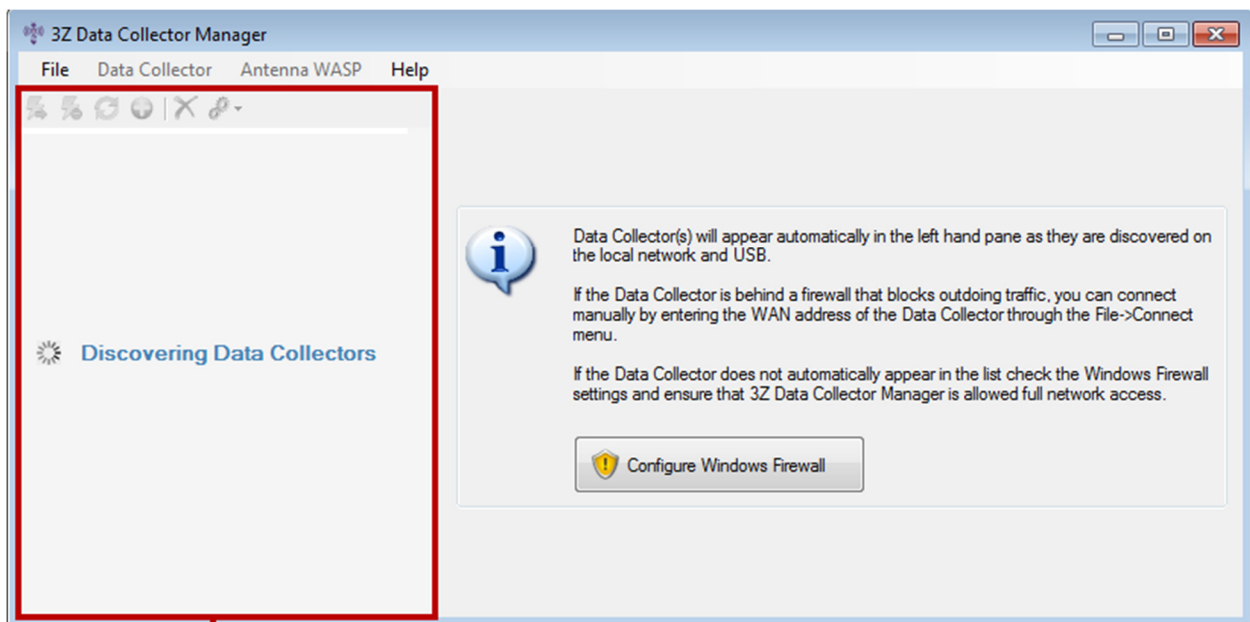 3Z Data Collector Manager
File Data Collector Antenna WASP Help
Data Collector(s) will appear automatically in the left hand pane as they are discovered on
the local network and USB.
If the Data Collector is behind a firewall that blocks outdoing traffic, you can connect
manually by entering the WAN address of the Data Collector through the File->Connect
menu.
Discovering Data Collectors
If the Data Collector does not automatically appear in the list check the Windows Firewall
settings and ensure that 3Z Data Collector Manager is allowed full network access.
Configure Windows Firewall